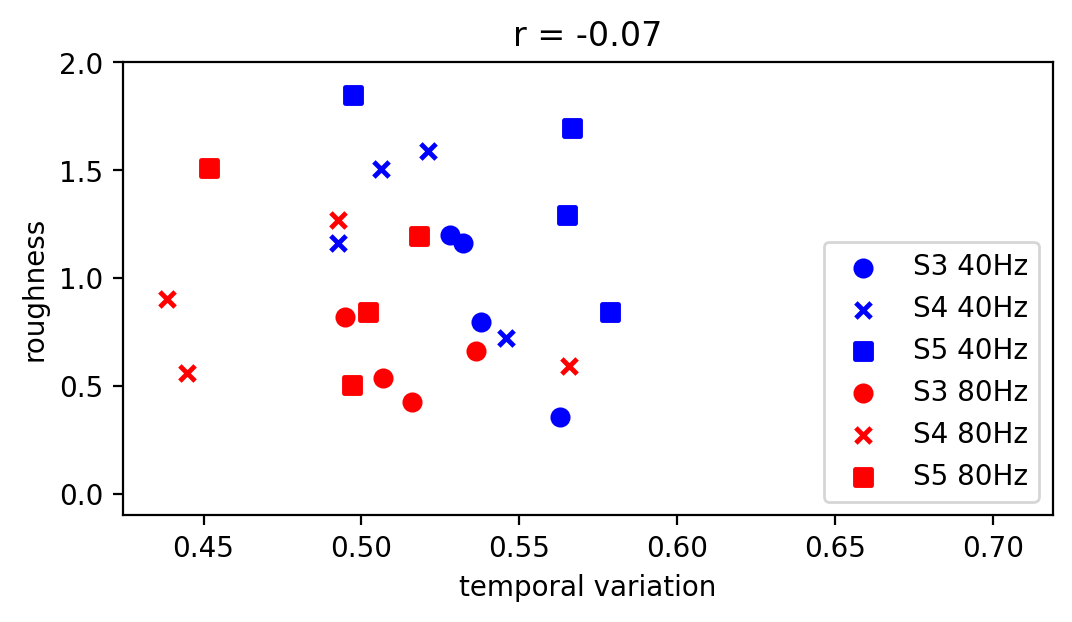 r = -0.07
roughness
2.0
1.5
1.0
0.5
0.0
S3 40Hz
S4 40Hz
S5 40Hz
S3 80Hz
S4 80Hz
S5 80Hz
0.45 0.50 0.55 0.60 0.65 0.70
temporal variation